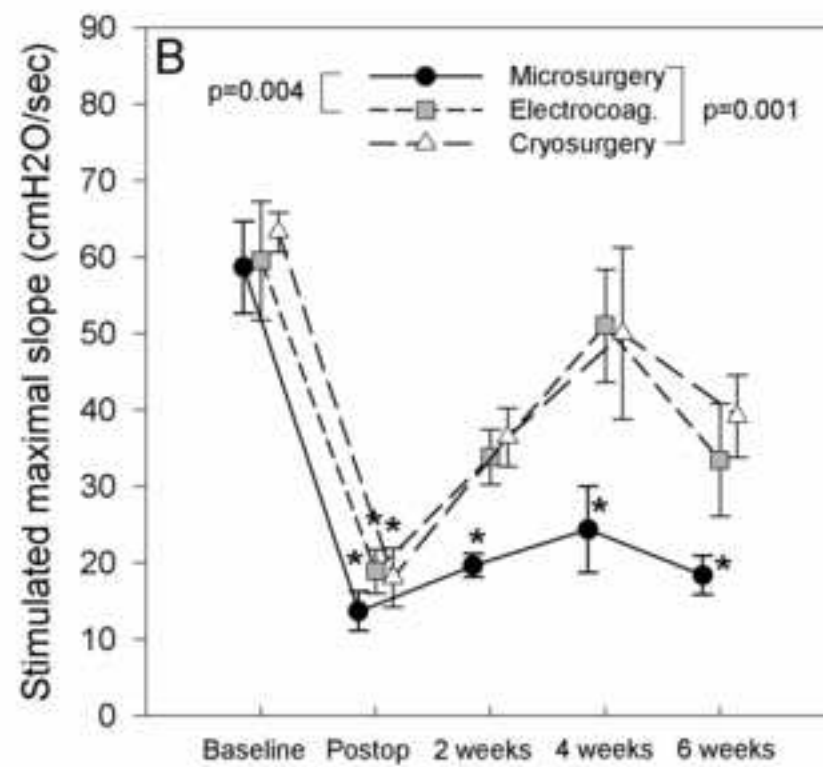 B
Microsurgery
p=0.004
Electrocoag.
p=0.001
Cryosurgery
Stimulated maximal slope (cmH2O/sec)
90
80
70
60
50
40
30
20
10
0
* * * * * *
Baseline Postop 2 weeks 4 weeks 6 weeks